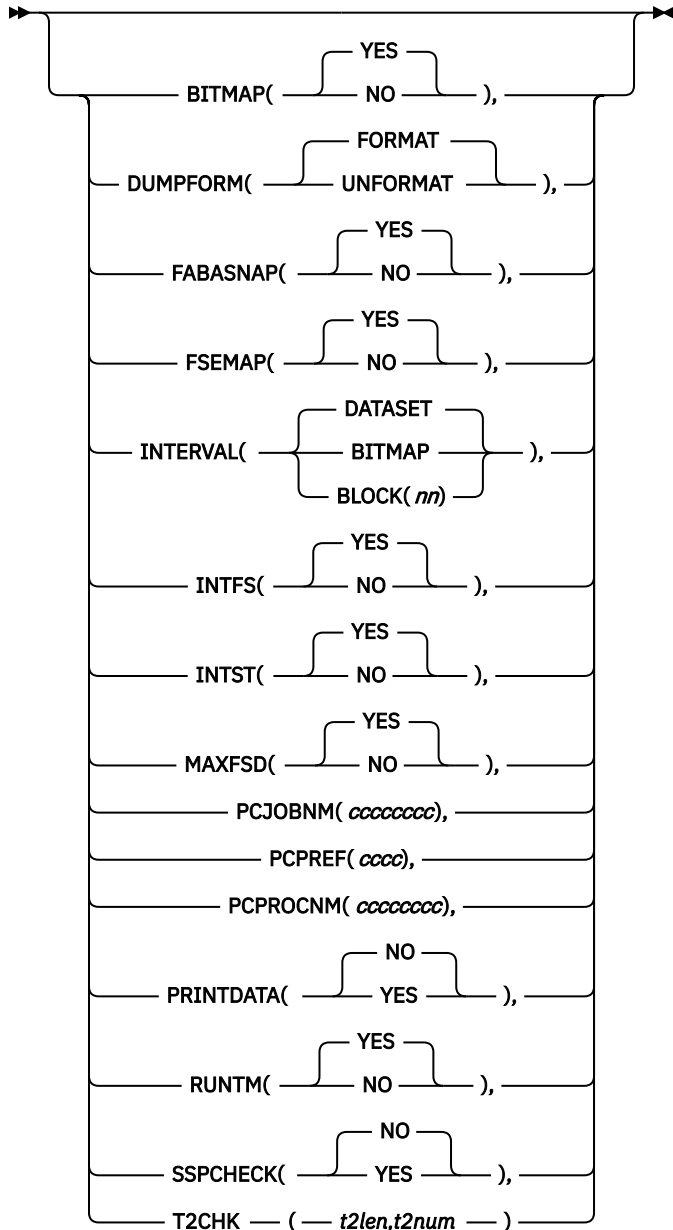 YES
BITMAP( NO ),
FORMAT
DUMPFORM( UNFORMAT ),
YES
FABASNAP( NO ),
YES
FSEMAP( NO ),
DATASET
INTERVAL( BITMAP ),
BLOCK( nn)
YES
INTFS( NO ),
YES
INTST( NO ),
YES
MAXFSD( NO ),
PCJOBNM( cccccccc),
PCPREF( cccc),
PCPROCNM( cccccccc),
NO
PRINTDATA( YES ),
YES
RUNTM( NO ),
NO
SSPCHECK( YES ),
T2CHK ( t2len,t2num )